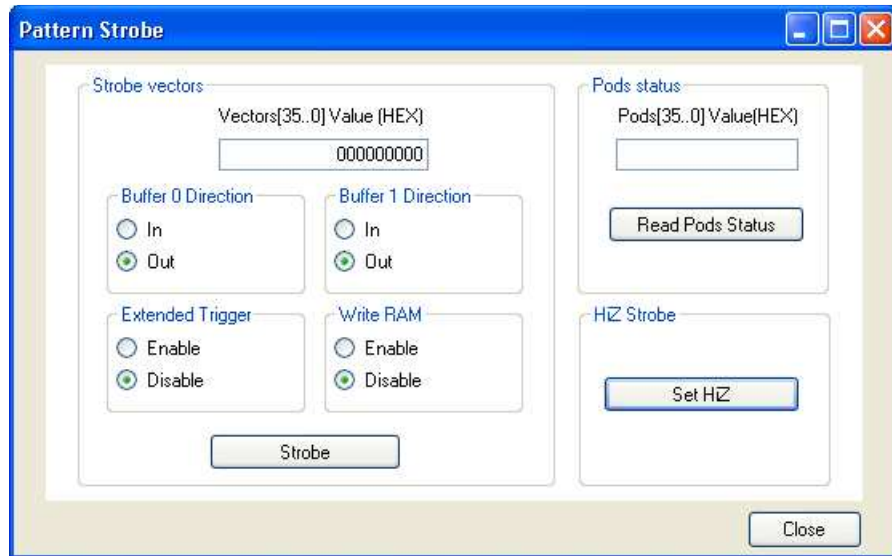 Pattern Strobe
Strobe vectors
Vectors[35..0] Value (HEX)
000000000
Buffer 0 Direction
In
Out
Buffer 1 Direction
In
Out
Extended Trigger
Enable
Disable
Write RAM
Enable
Disable
Strobe
Pods status
Pods[35..0] Value(HEX)
Read Pods Status
HiZ Strobe
Set HiZ
Close